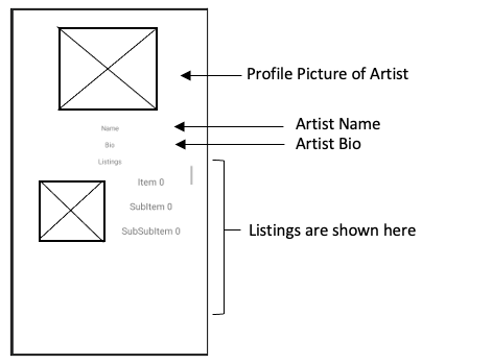 Profile Picture of Artist
Name
Artist Name
Bio
Artist Bio
Listings
Item 0
SubItem 0
SubSubItem 0
Listings are shown here